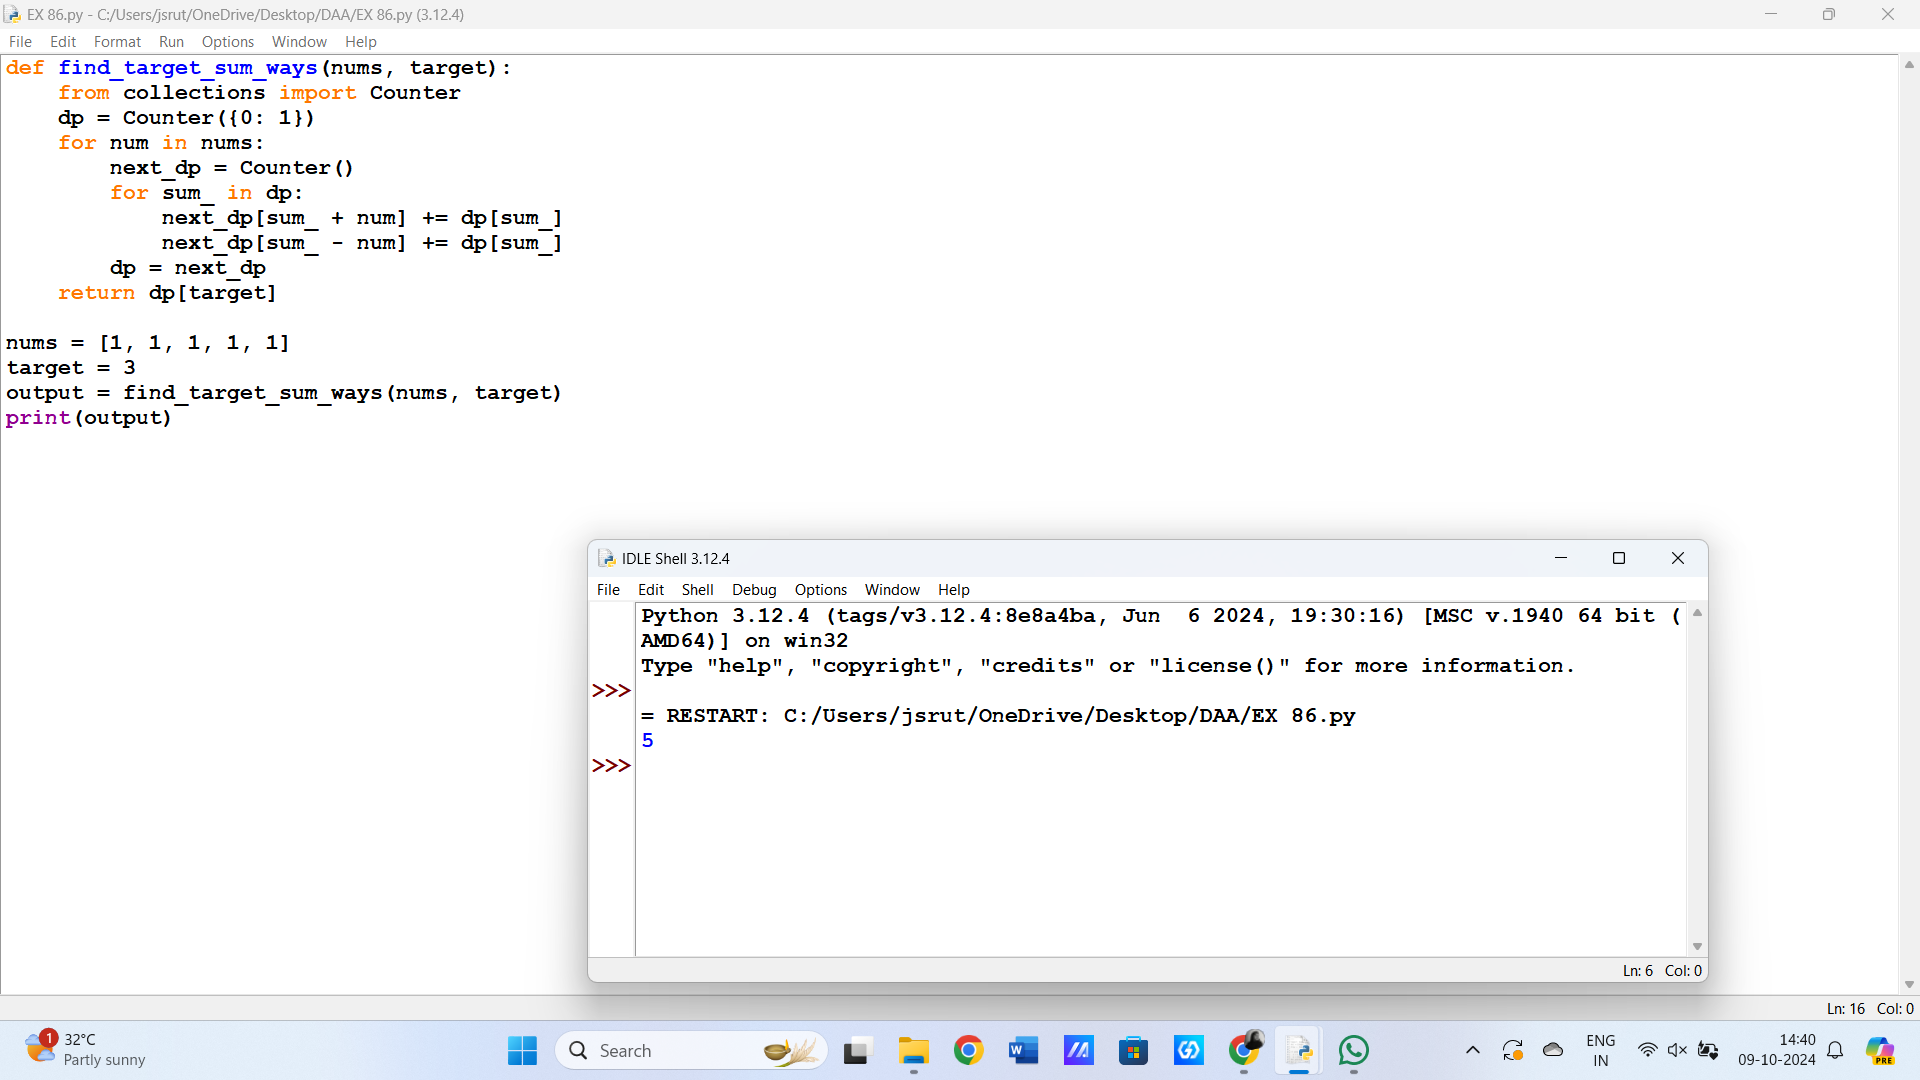 EX 86.py - C:/Users/jsrut/OneDrive/Desktop/DAA/EX 86.py (3.12.4)
File Edit Format Run Options Window Help
def find_target_sum_ways(nums, target):
    from collections import Counter
    dp = Counter({0: 1})
    for num in nums:
        next_dp = Counter()
        for sum_ in dp:
            next_dp[sum_ + num] += dp[sum_]
            next_dp[sum_ - num] += dp[sum_]
        dp = next_dp
    return dp[target]
nums = [1, 1, 1, 1, 1]
target = 3
output = find_target_sum_ways(nums, target)
print(output)
IDLE Shell 3.12.4
File Edit Shell Debug Options Window Help
Python 3.12.4 (tags/v3.12.4:8e8a4ba, Jun  6 2024, 19:30:16) [MSC v.1940 64 bit (
AMD64)] on win32
Type "help", "copyright", "credits" or "license()" for more information.
>>>
= RESTART: C:/Users/jsrut/OneDrive/Desktop/DAA/EX 86.py
5
>>>
Ln: 6 Col: 0
Ln: 16 Col: 0
1
32°C
Partly sunny
Search
W
ENG
IN
14:40
09-10-2024
PRE